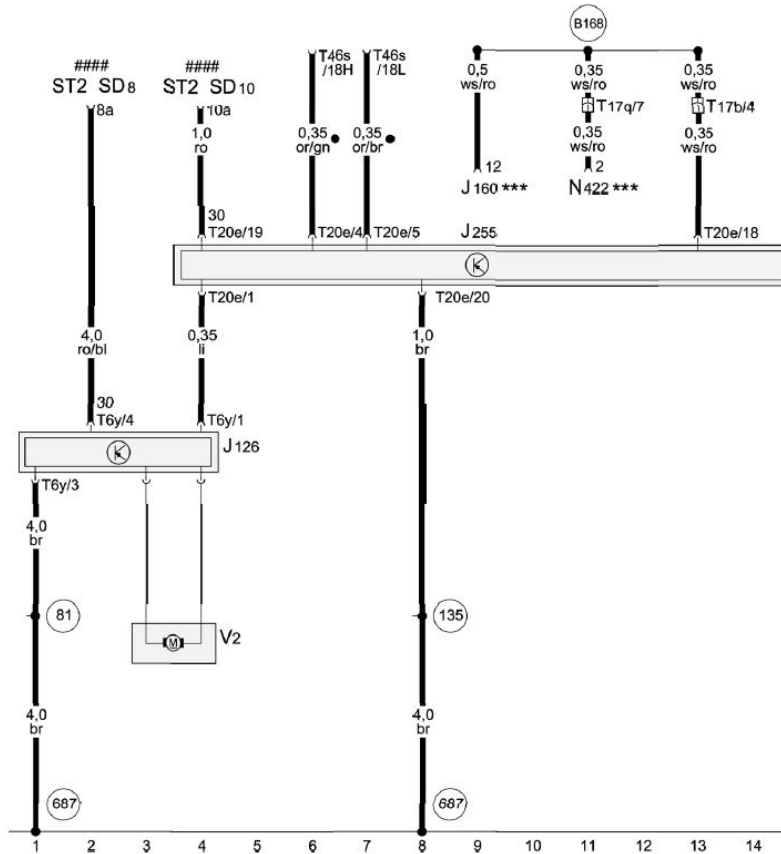 B168
####
ST2 SD8
8a
####
ST2 SD10
10a
T46s
/18H
T46s
/18L
0,5
ws/ro
0,35
ws/ro
0,35
ws/ro
T17q/7
T17b/4
1,0
ro
0,35
or/gn
0,35
or/br
0,35
ws/ro
0,35
ws/ro
12
J160 ***
2
N422 ***
30
T20e/19
T20e/4
T20e/5
J255
T20e/18
T20e/1
T20e/20
4,0
ro/bl
0,35
li
1,0
br
30
T6y/4
T6y/1
J126
T6y/3
4,0
br
81
135
M
V2
4,0
br
4,0
br
687
687
1 2 3 4 5 6 7 8 9 10 11 12 13 14